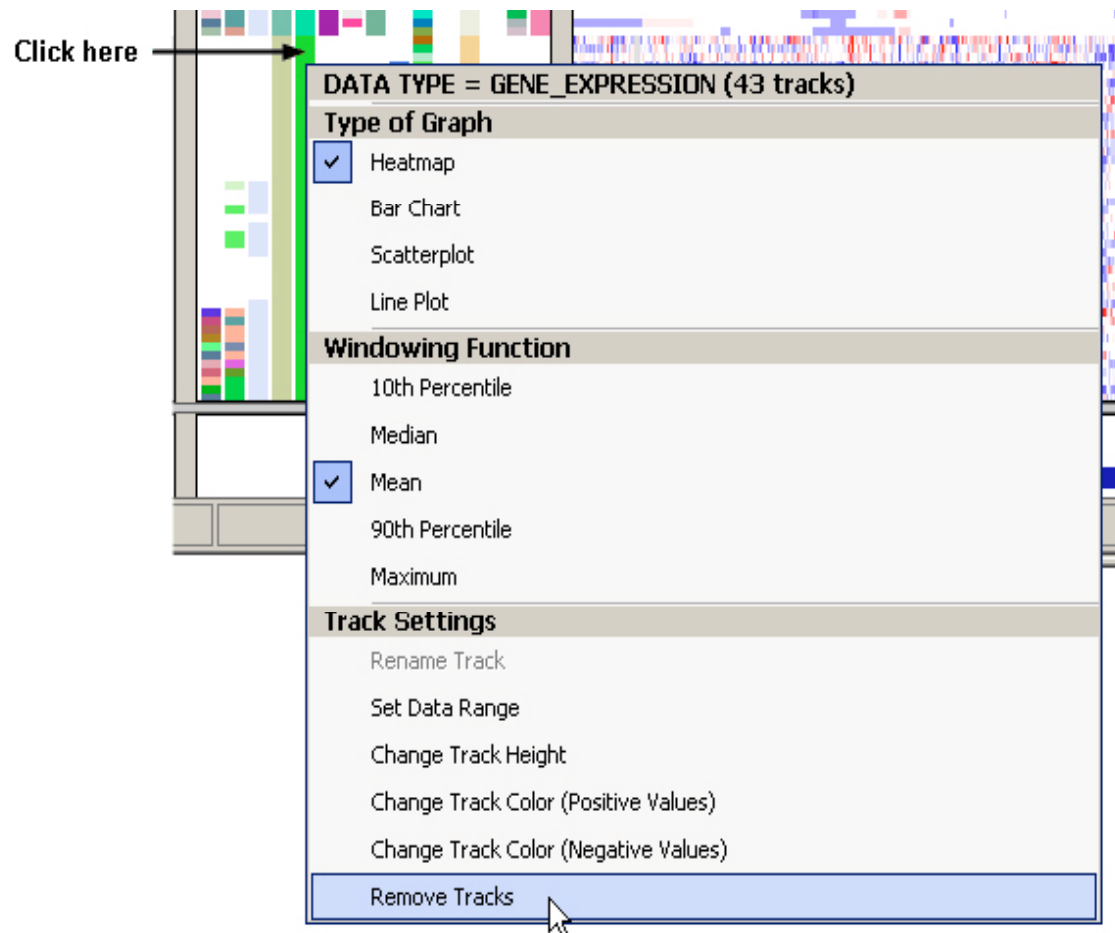 Click here
DATA TYPE = GENE_EXPRESSION (43 tracks)
Type of Graph
Heatmap
Bar Chart
Scatterplot
Line Plot
Windowing Function
10th Percentile
Median
Mean
90th Percentile
Maximum
Track Settings
Rename Track
Set Data Range
Change Track Height
Change Track Color (Positive Values)
Change Track Color (Negative Values)
Remove Tracks